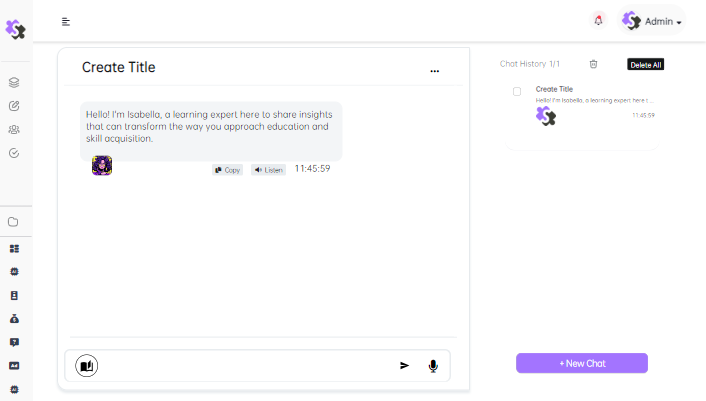 Admin
Create Title
Chat History 1/1
Delete All
Create Title
Hello! I'm Isabella, a learning expert here t...
11:45:59
Hello! I'm Isabella, a learning expert here to share insights
that can transform the way you approach education and
skill acquisition.
Copy
Listen
11:45:59
+ New Chat